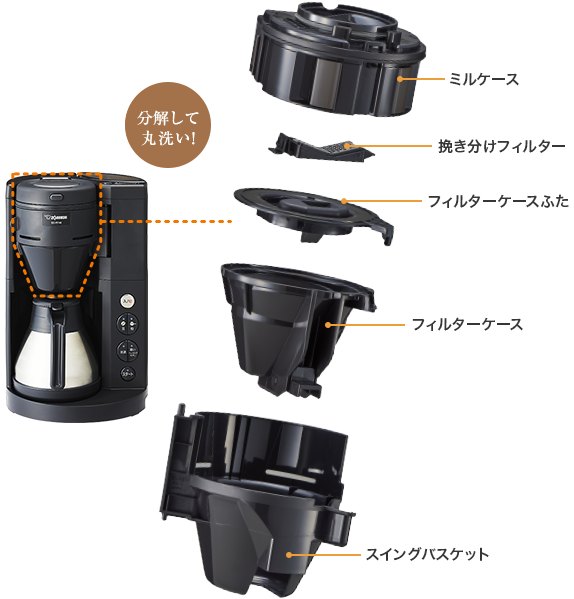 分解して
丸洗い!
ミルケース
挽き分けフィルター
フィルターケースふた
フィルターケース
スイングバスケット
ZOJIRUSHI